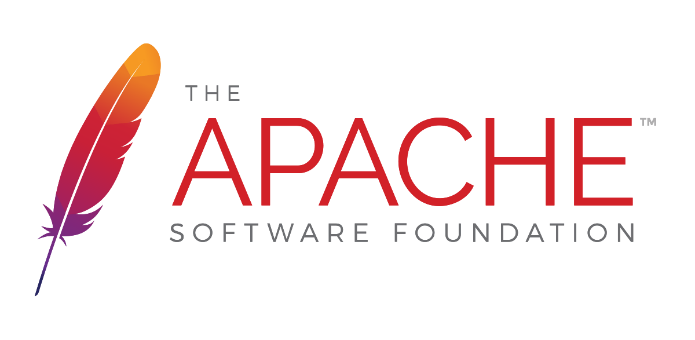 THE
APACHE™
SOFTWARE FOUNDATION